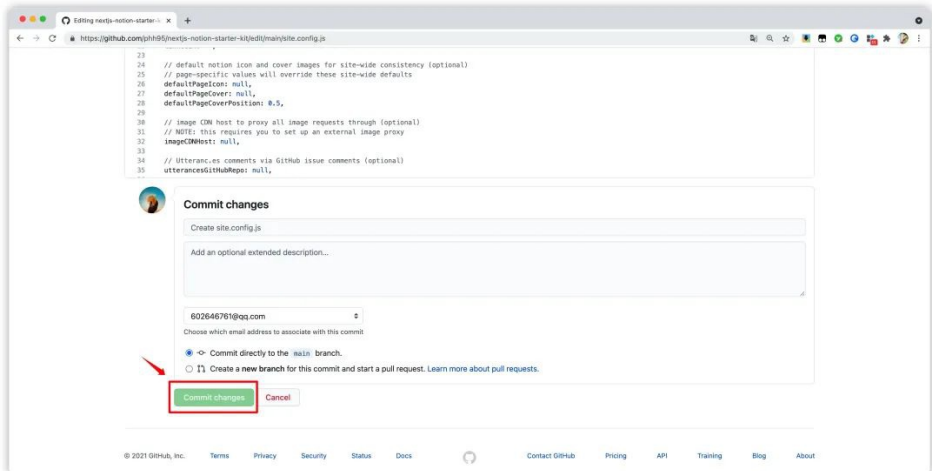 Editing nextjs-notion-starter-k
https://github.com/phh95/nextjs-notion-starter-kit/edit/main/site.config.js
23
24 // default notion icon and cover images for site-wide consistency (optional)
25 // page-specific values will override these site-wide defaults
26 defaultPageIcon: null,
27 defaultPageCover: null,
28 defaultPageCoverPosition: 0.5,
29
30 // image CDN host to proxy all image requests through (optional)
31 // NOTE: this requires you to set up an external image proxy
32 imageCDNHost: null,
33
34 // Utteranc.es comments via GitHub issue comments (optional)
35 utterancesGitHubRepo: null,
Commit changes
Create site.config.js
Add an optional extended description...
602646761@qq.com
Choose which email address to associate with this commit
Commit directly to the main branch.
Create a new branch for this commit and start a pull request. Learn more about pull requests.
Commit changes Cancel
© 2021 GitHub, Inc. Terms Privacy Security Status Docs Contact GitHub Pricing API Training Blog About